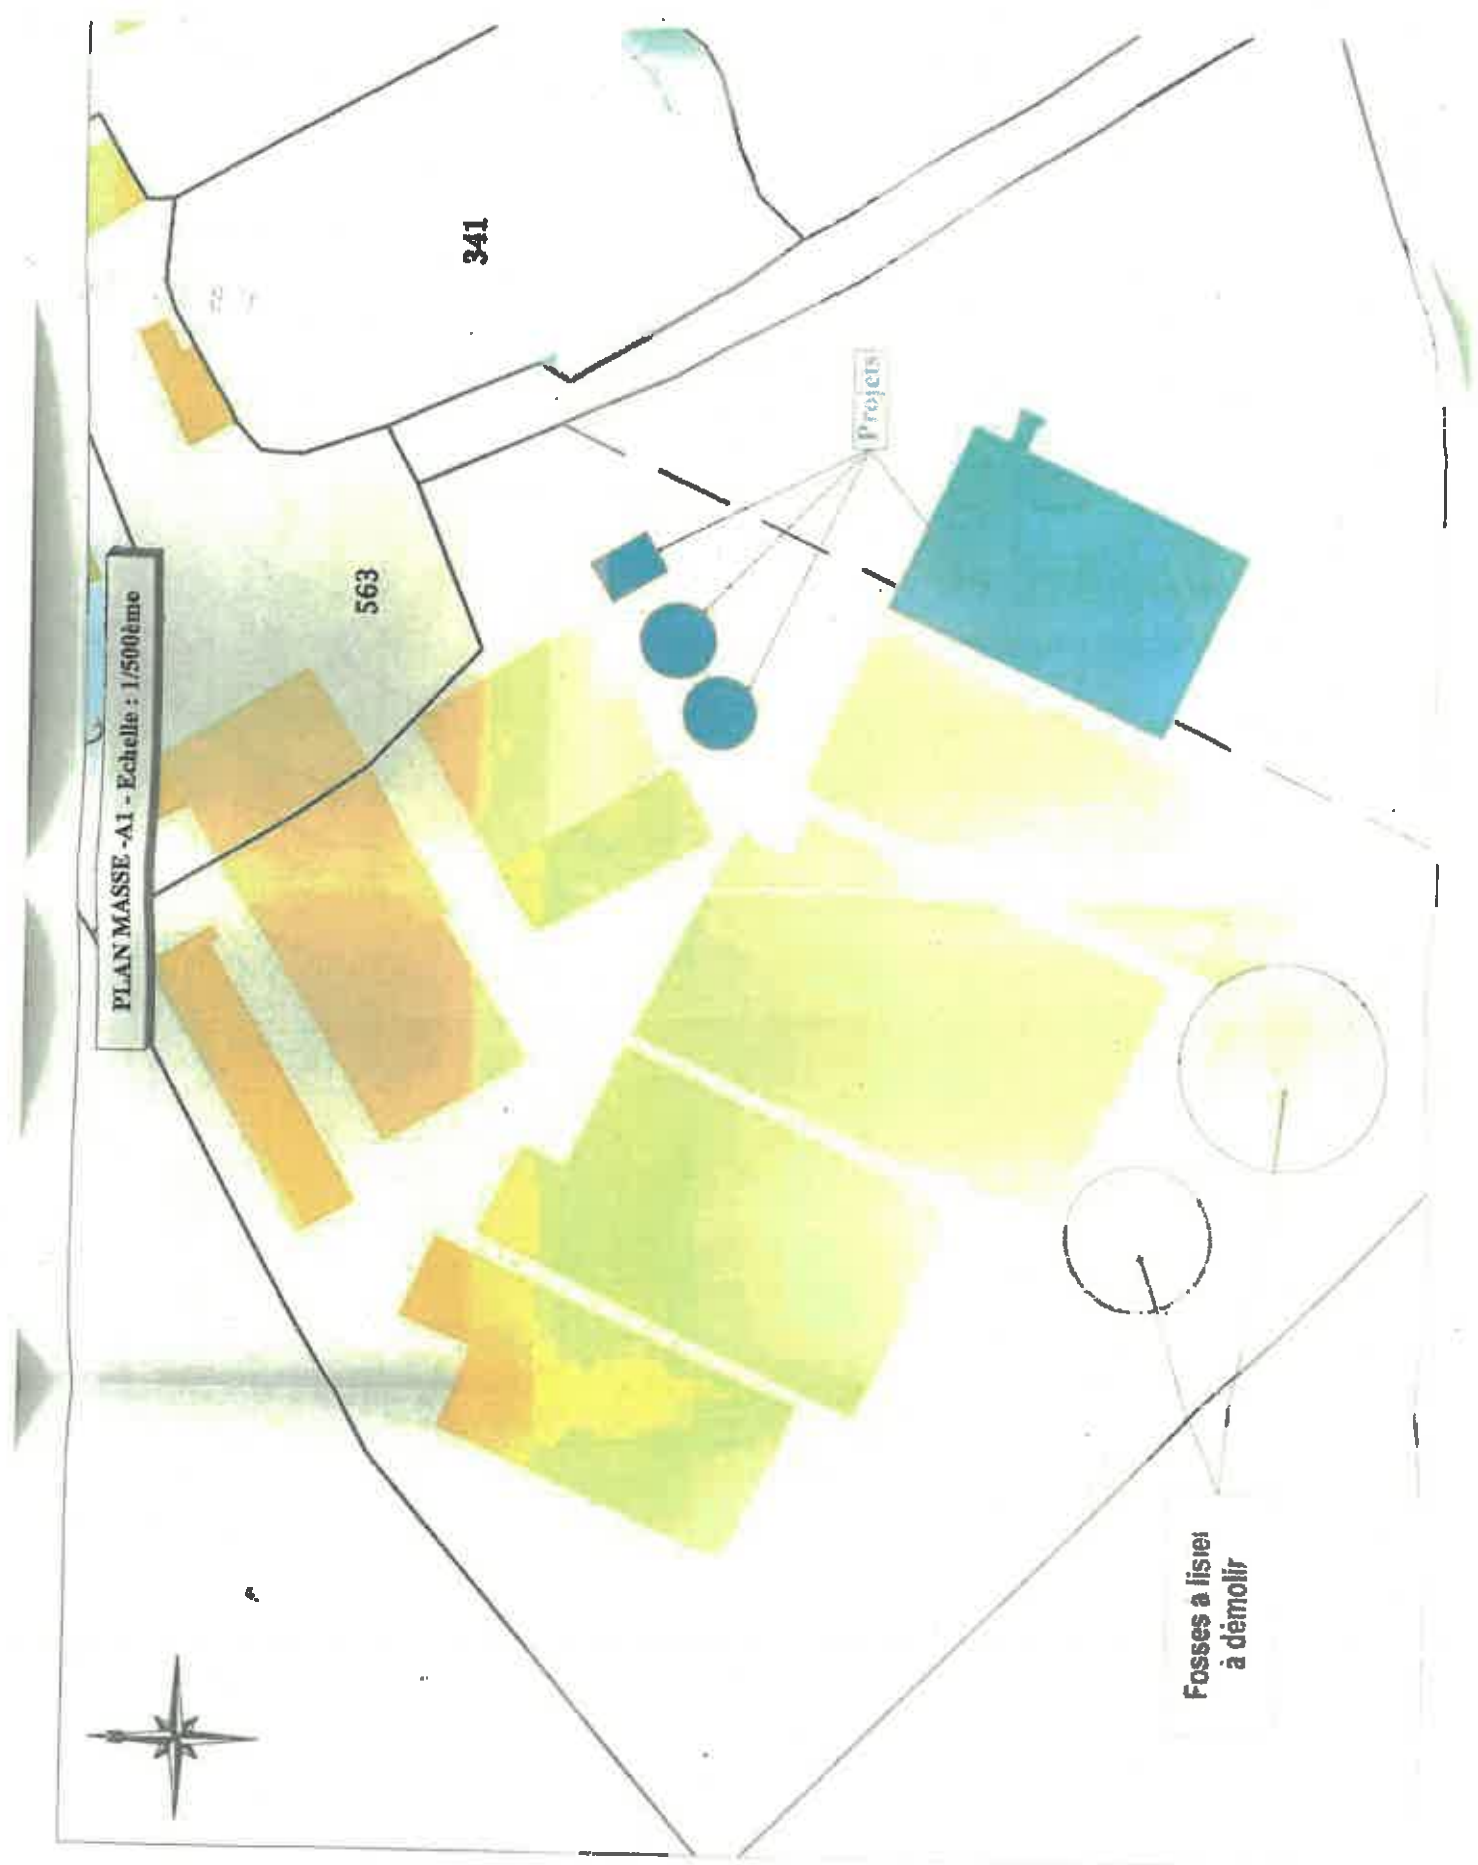 PLAN MASSE -A1 - Echelle : 1/500ème
341
563
Projets
Fosses a lisier
à démolir